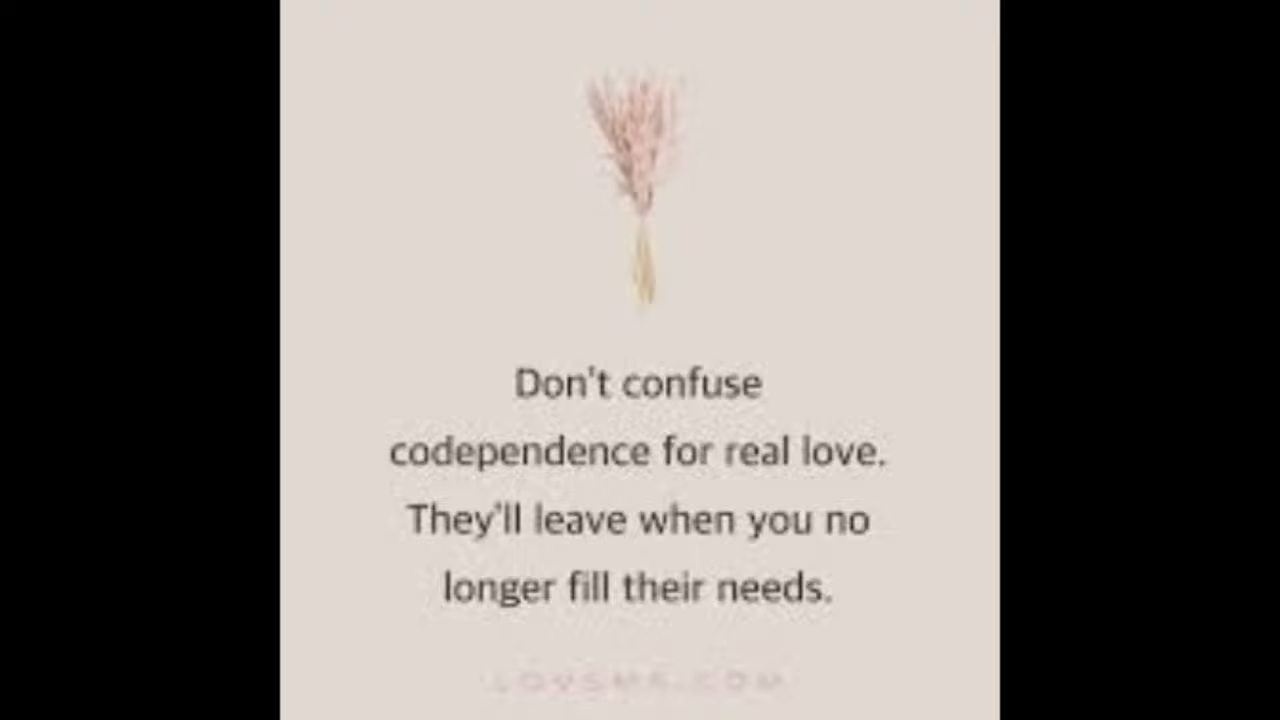 Don't confuse
codependence for real love.
They'll leave when you no
longer fill their needs.